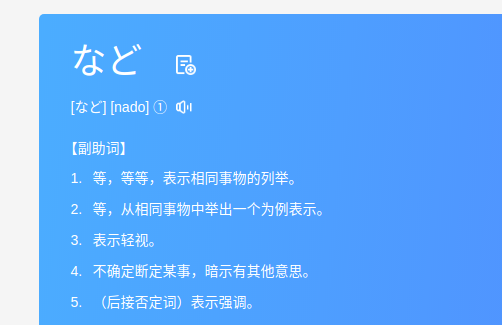 など
[など] [nado] ①
【副助词】
1. 等，等等，表示相同事物的列举。
2. 等，从相同事物中举出一个为例表示。
3. 表示轻视。
4. 不确定断定某事，暗示有其他意思。
5. （后接否定词）表示强调。